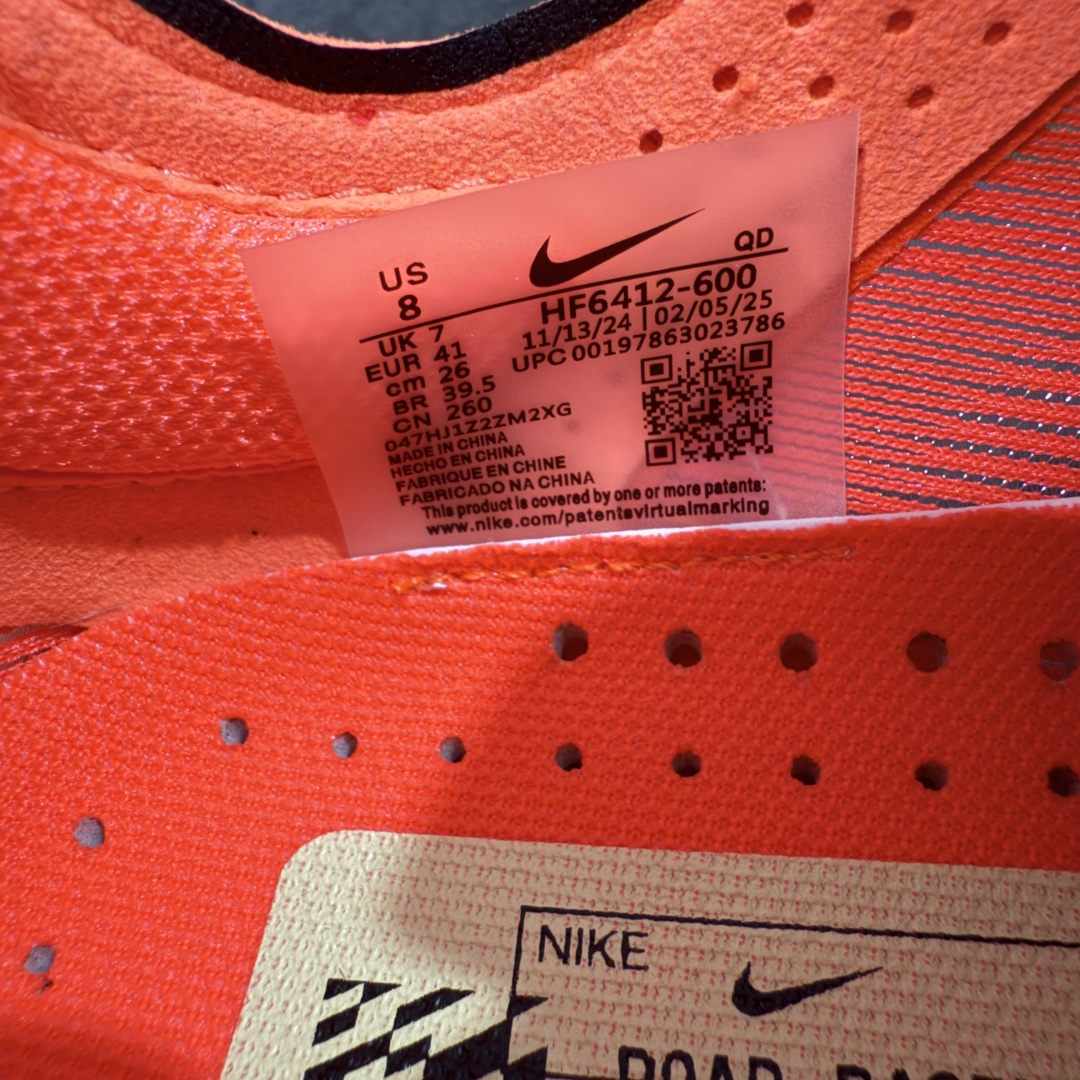 US
8
QD
HF6412-600
11/13/24 | 02/05/25
UPC 00197863023786
UK 7
EUR 41
cm 26
BR 39.5
CN 260
047HJ1Z2ZM2XG
MADE IN CHINA
HECHO EN CHINA
FABRIQUE EN CHINE
FABRICADO NA CHINA
This product is covered by one or more patents:
www.nike.com/patentsvirtualmarking
NIKE
ROAD